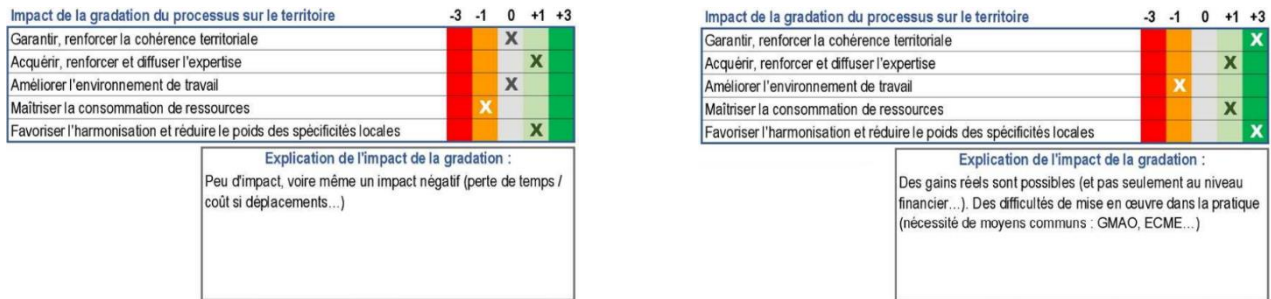 Impact de la gradation du processus sur le territoire -3 -1 0 +1 +3
Garantir, renforcer la cohérence territoriale X
Acquérir, renforcer et diffuser l'expertise X
Améliorer l'environnement de travail X
Maîtriser la consommation de ressources X
Favoriser l'harmonisation et réduire le poids des spécificités locales X
Explication de l'impact de la gradation :
Peu d'impact, voire même un impact négatif (perte de temps /
coût si déplacements…)
Impact de la gradation du processus sur le territoire -3 -1 0 +1 +3
Garantir, renforcer la cohérence territoriale X
Acquérir, renforcer et diffuser l'expertise X
Améliorer l'environnement de travail X
Maîtriser la consommation de ressources X
Favoriser l'harmonisation et réduire le poids des spécificités locales X
Explication de l'impact de la gradation :
Des gains réels sont possibles (et pas seulement au niveau
financier…). Des difficultés de mise en œuvre dans la pratique
(nécessité de moyens communs : GMAO, ECME…)